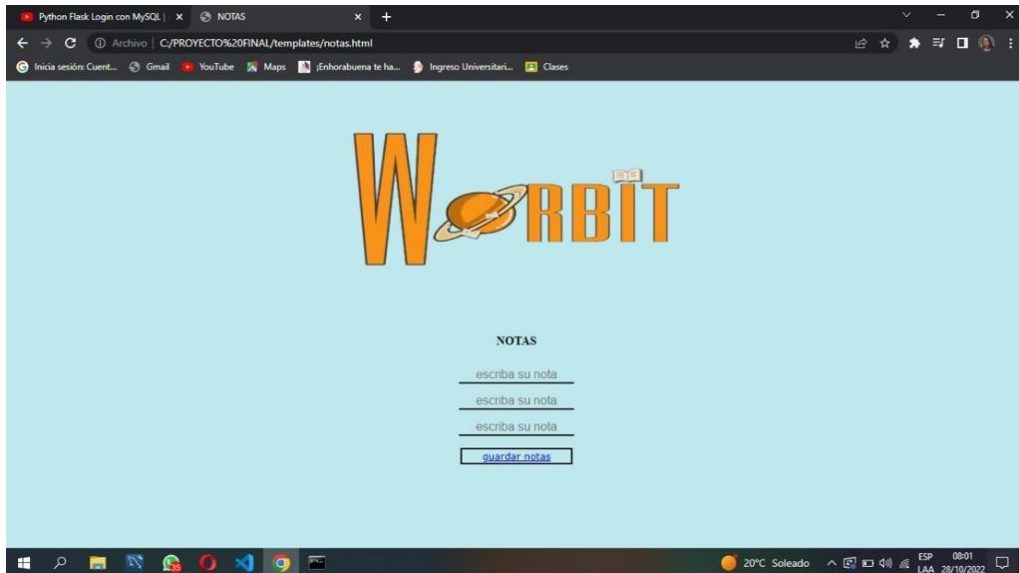 Python Flask Login con MySQL |
NOTAS
Archivo | C:/PROYECTO%20FINAL/templates/notas.html
Inicia sesión: Cuent...
Gmail
YouTube
Maps
¡Enhorabuena te ha...
Ingreso Universitari...
Clases
WORBIT
NOTAS
escriba su nota
escriba su nota
escriba su nota
guardar notas
20°C Soleado
ESP
LAA
08:01
28/10/2022